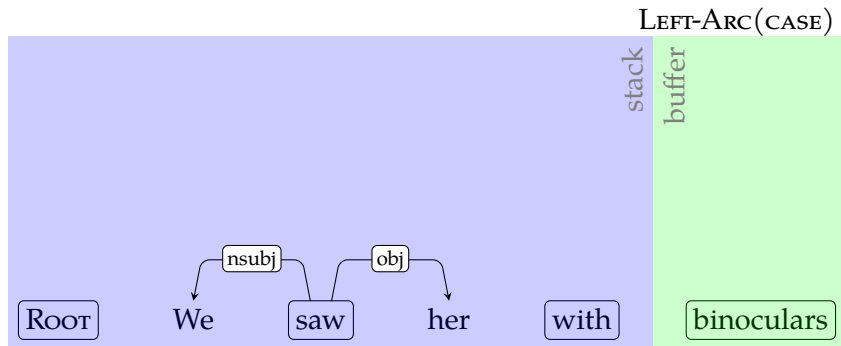 LEFT-ARC(CASE)
stack
buffer
nsubj obj
ROOT We saw her with binoculars